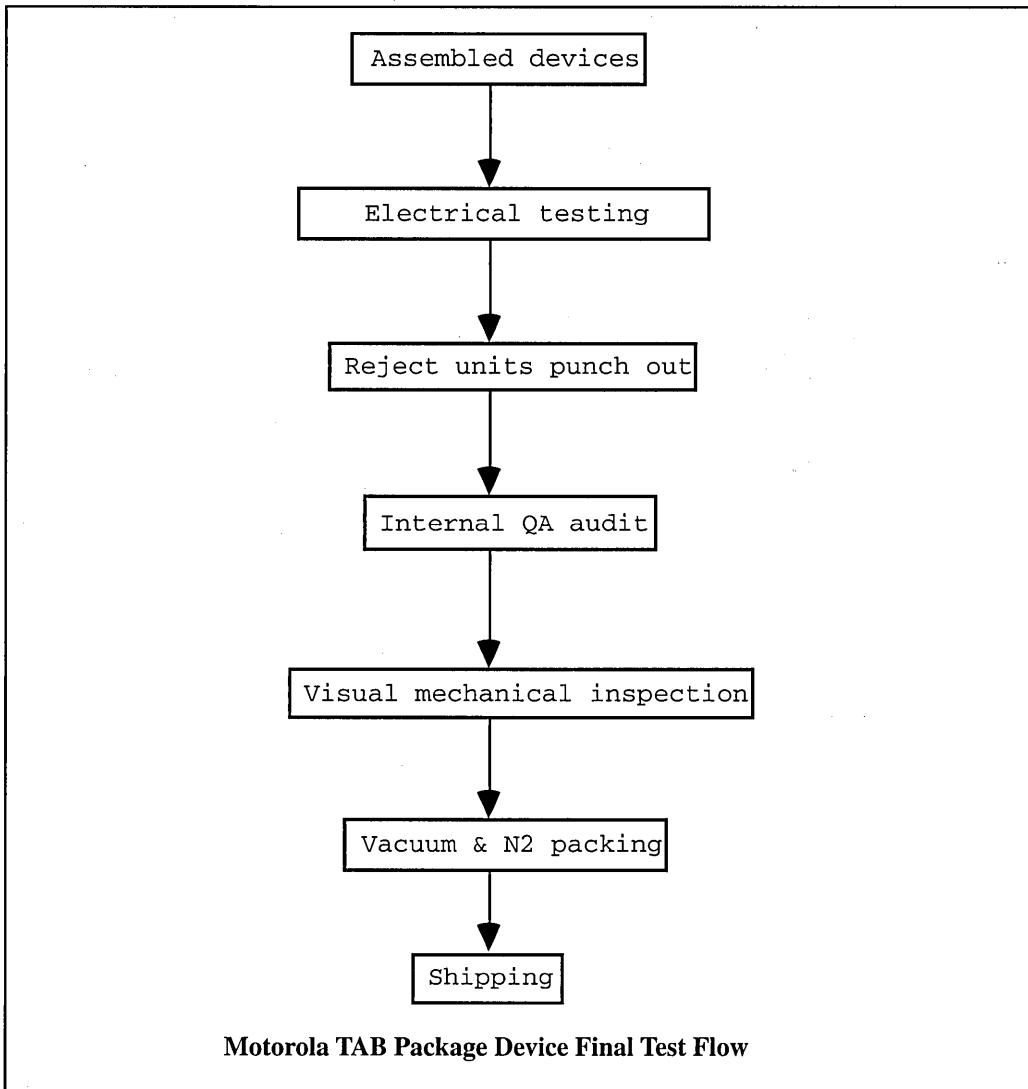 Assembled devices
Electrical testing
Reject units punch out
Internal QA audit
Visual mechanical inspection
Vacuum & N2 packing
Shipping
Motorola TAB Package Device Final Test Flow